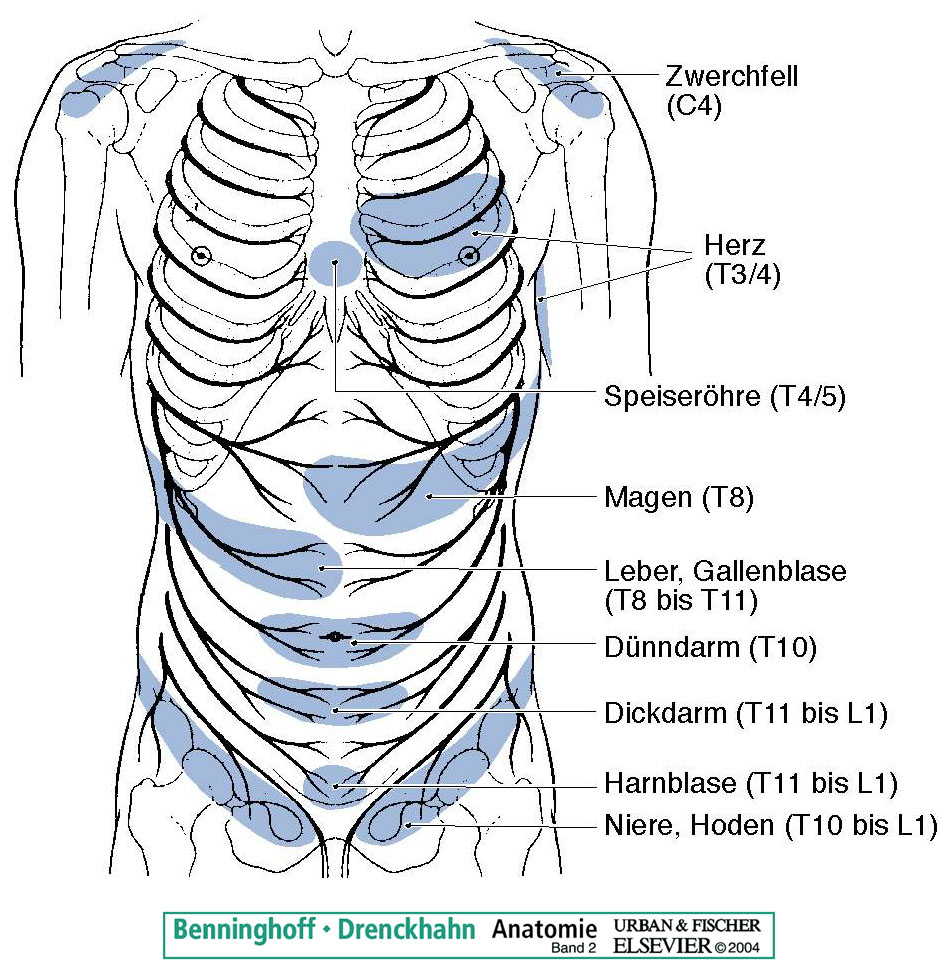 Zwerchfell
(C4)
Herz
(T3/4)
Speiseröhre (T4/5)
Magen (T8)
Leber, Gallenblase
(T8 bis T11)
Dünndarm (T10)
Dickdarm (T11 bis L1)
Harnblase (T11 bis L1)
Niere, Hoden (T10 bis L1)
Benninghoff · Drenckhahn Anatomie URBAN & FISCHER
Band 2 ELSEVIER © 2004